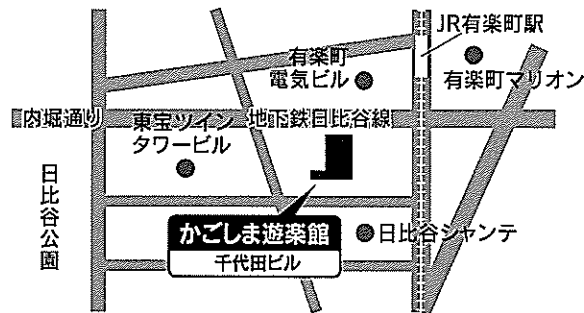 JR有楽町駅
有楽町
電気ビル
有楽町マリオン
内堀通り
東宝ツイン
タワービル
地下鉄日比谷線
日比谷公園
かごしま遊楽館
千代田ビル
日比谷シャンテ